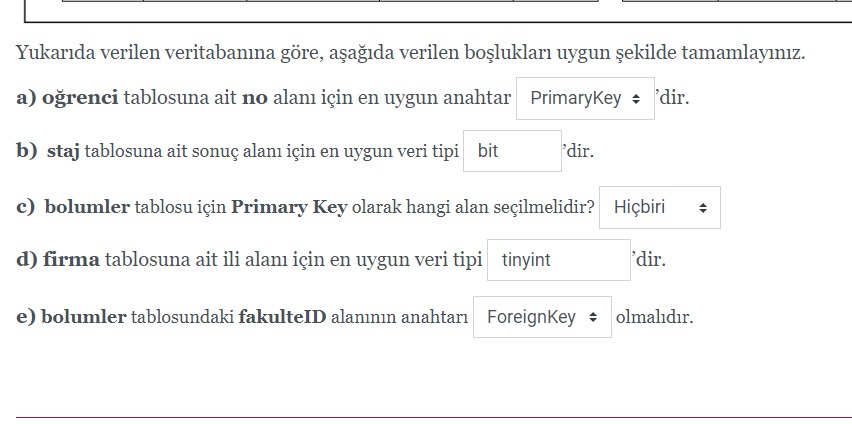 Yukarıda verilen veritabanına göre, aşağıda verilen boşlukları uygun şekilde tamamlayınız.
a) oğrenci tablosuna ait no alanı için en uygun anahtar PrimaryKey 'dir.
b) staj tablosuna ait sonuç alanı için en uygun veri tipi bit 'dir.
c) bolumler tablosu için Primary Key olarak hangi alan seçilmelidir? Hiçbiri
d) firma tablosuna ait ili alanı için en uygun veri tipi tinyint 'dir.
e) bolumler tablosundaki fakulteID alanının anahtarı ForeignKey olmalıdır.